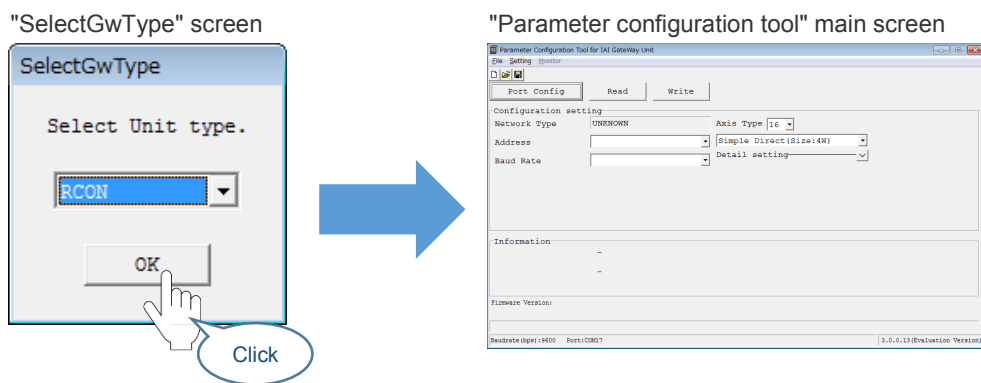 "SelectGwType" screen
SelectGwType
Select Unit type.
RCON
OK
Click
"Parameter configuration tool" main screen
Parameter Configuration Tool for IAI GateWay Unit
File Setting Monitor
Port Config Read Write
Configuration setting
Network Type UNKNOWN Axis Type 16
Address Simple Direct(Size:4W)
Baud Rate Detail setting
Information
-
-
Firmware Version:
Baudrate(bps):9600 Port:COM17 3.0.0.13(Evaluation Version)